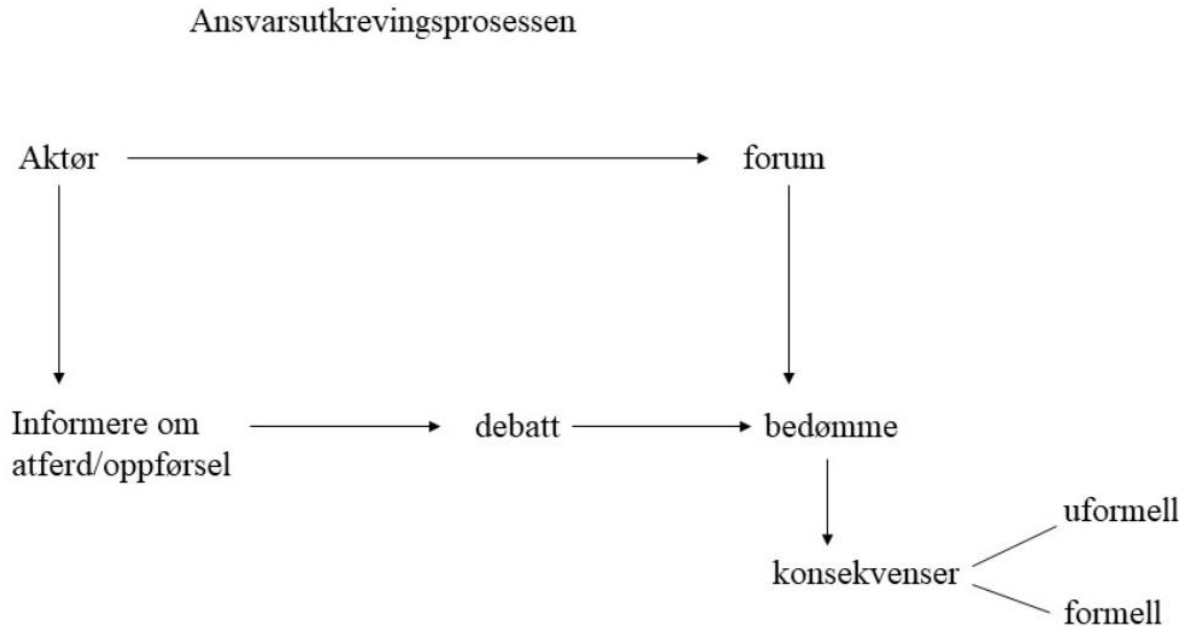 Ansvarsutkrevingsprosessen
Aktør
forum
Informere om
atferd/oppførsel
debatt
bedømme
uformell
konsekvenser
formell